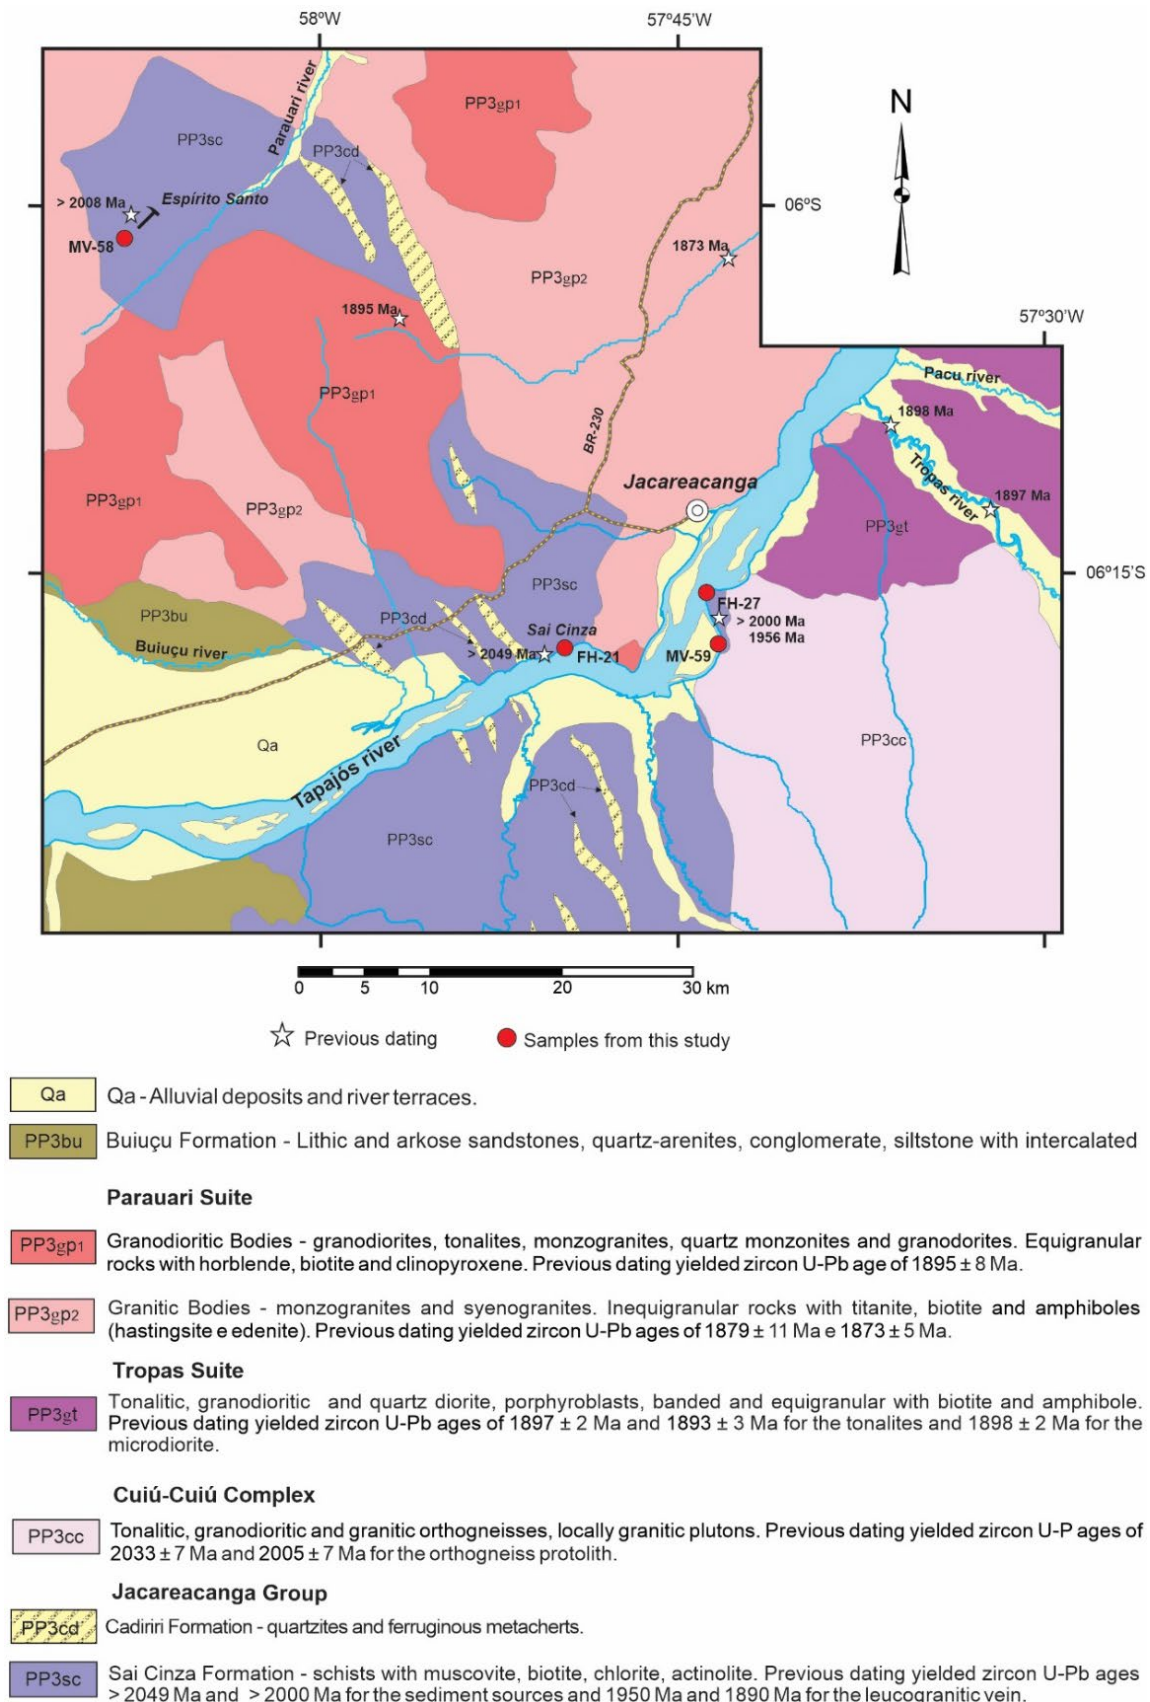 58ºW
57º45'W
PP3gp1
Parauari river
PP3sc
PP3cd
> 2008 Ma
Espírito Santo
06ºS
MV-58
1873 Ma
PP3gp2
1895 Ma
57º30'W
Pacu river
PP3gp1
1898 Ma
BR-230
Tropas river
Jacareacanga
1897 Ma
PP3gp1
PP3gp2
PP3gt
06º15'S
PP3sc
PP3bu
PP3cd
FH-27
> 2000 Ma
1956 Ma
Sai Cinza
Buiuçu river
> 2049 Ma
FH-21
MV-59
Qa
PP3cc
Tapajós river
PP3cd
PP3sc
0 5 10 20 30 km
Previous dating
Samples from this study
Qa Qa - Alluvial deposits and river terraces.
PP3bu Buiuçu Formation - Lithic and arkose sandstones, quartz-arenites, conglomerate, siltstone with intercalated
Parauari Suite
PP3gp1 Granodioritic Bodies - granodiorites, tonalites, monzogranites, quartz monzonites and granodorites. Equigranular
rocks with horblende, biotite and clinopyroxene. Previous dating yielded zircon U-Pb age of 1895 ± 8 Ma.
PP3gp2 Granitic Bodies - monzogranites and syenogranites. Inequigranular rocks with titanite, biotite and amphiboles
(hastingsite e edenite). Previous dating yielded zircon U-Pb ages of 1879 ± 11 Ma e 1873 ± 5 Ma.
Tropas Suite
PP3gt Tonalitic, granodioritic and quartz diorite, porphyroblasts, banded and equigranular with biotite and amphibole.
Previous dating yielded zircon U-Pb ages of 1897 ± 2 Ma and 1893 ± 3 Ma for the tonalites and 1898 ± 2 Ma for the
microdiorite.
Cuiú-Cuiú Complex
PP3cc Tonalitic, granodioritic and granitic orthogneisses, locally granitic plutons. Previous dating yielded zircon U-P ages of
2033 ± 7 Ma and 2005 ± 7 Ma for the orthogneiss protolith.
Jacareacanga Group
PP3cd Cadiriri Formation - quartzites and ferruginous metacherts.
PP3sc Sai Cinza Formation - schists with muscovite, biotite, chlorite, actinolite. Previous dating yielded zircon U-Pb ages
> 2049 Ma and > 2000 Ma for the sediment sources and 1950 Ma and 1890 Ma for the leucogranitic vein.
N